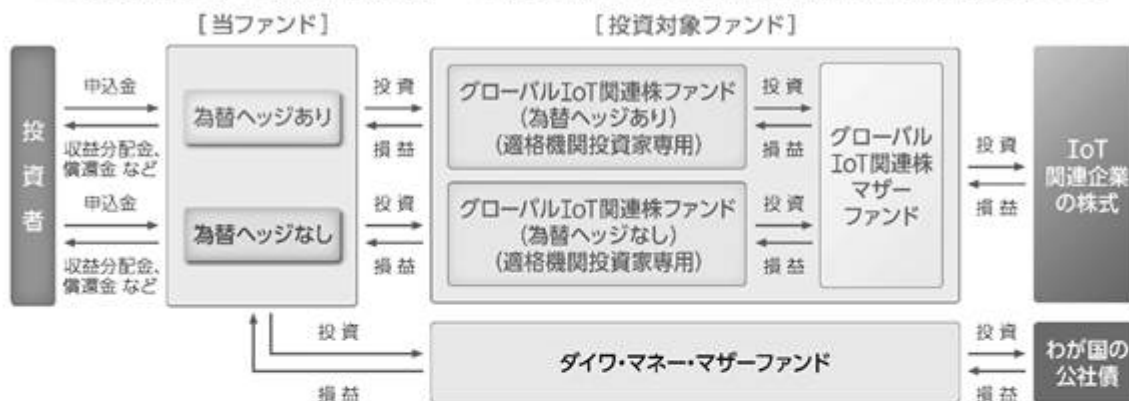 [当ファンド]
[投資対象ファンド]
投資者
申込金
収益分配金、
償還金 など
申込金
収益分配金、
償還金 など
為替ヘッジあり
為替ヘッジなし
投資
損益
投資
損益
グローバルIoT関連株ファンド
(為替ヘッジあり)
(適格機関投資家専用)
グローバルIoT関連株ファンド
(為替ヘッジなし)
(適格機関投資家専用)
投資
損益
投資
損益
グローバル
IoT関連株
マザー
ファンド
投資
損益
IoT
関連企業
の株式
投資
損益
ダイワ・マネー・マザーファンド
投資
損益
わが国の
公社債